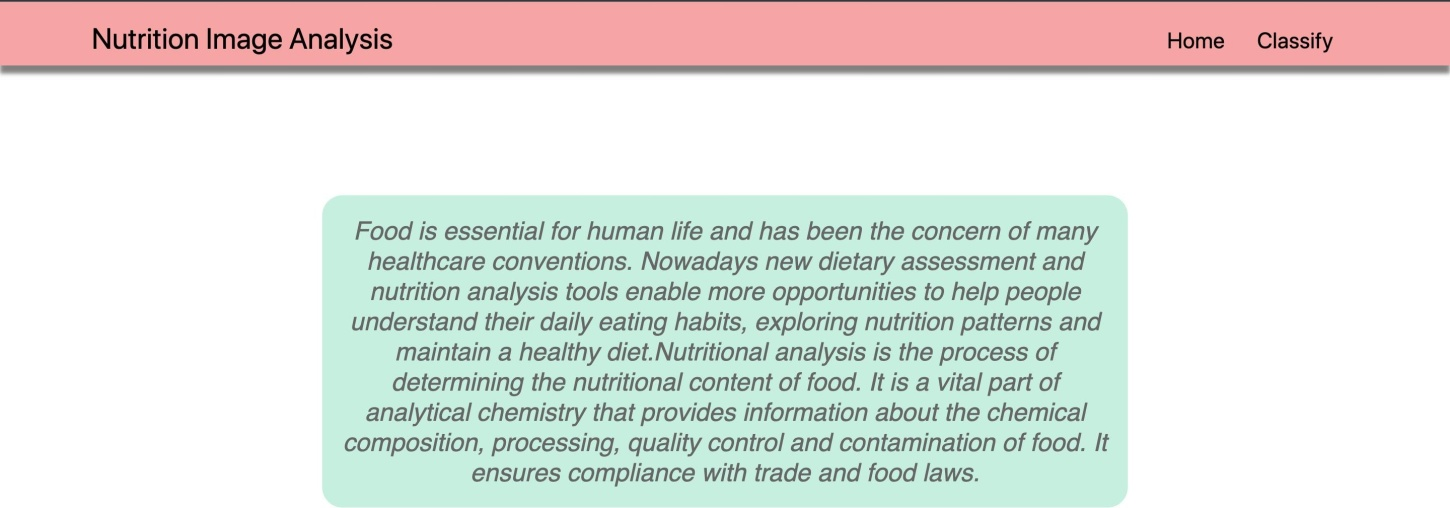 Nutrition Image Analysis
Home Classify
Food is essential for human life and has been the concern of many
healthcare conventions. Nowadays new dietary assessment and
nutrition analysis tools enable more opportunities to help people
understand their daily eating habits, exploring nutrition patterns and
maintain a healthy diet.Nutritional analysis is the process of
determining the nutritional content of food. It is a vital part of
analytical chemistry that provides information about the chemical
composition, processing, quality control and contamination of food. It
ensures compliance with trade and food laws.